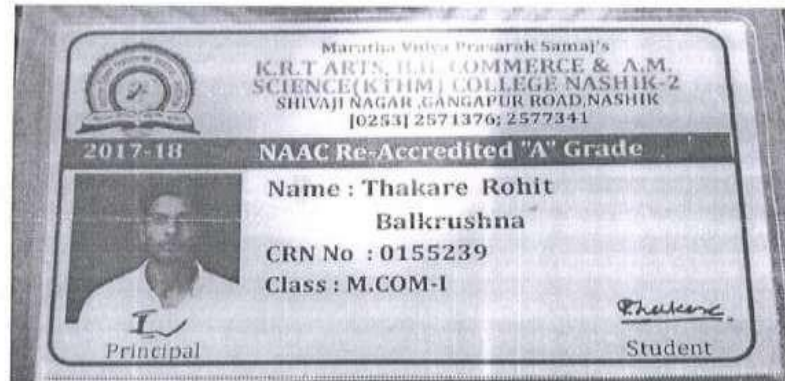 Maratha Vidya Prasarak Samaj's
K.R.T ARTS, B.H. COMMERCE & A.M.
SCIENCE(KTHM) COLLEGE NASHIK-2
SHIVAJI NAGAR ,GANGAPUR ROAD,NASHIK
[0253] 2571376; 2577341
2017-18 NAAC Re-Accredited "A" Grade
Name : Thakare Rohit
Balkrushna
CRN No : 0155239
Class : M.COM-I
Principal
Rthakare
Student